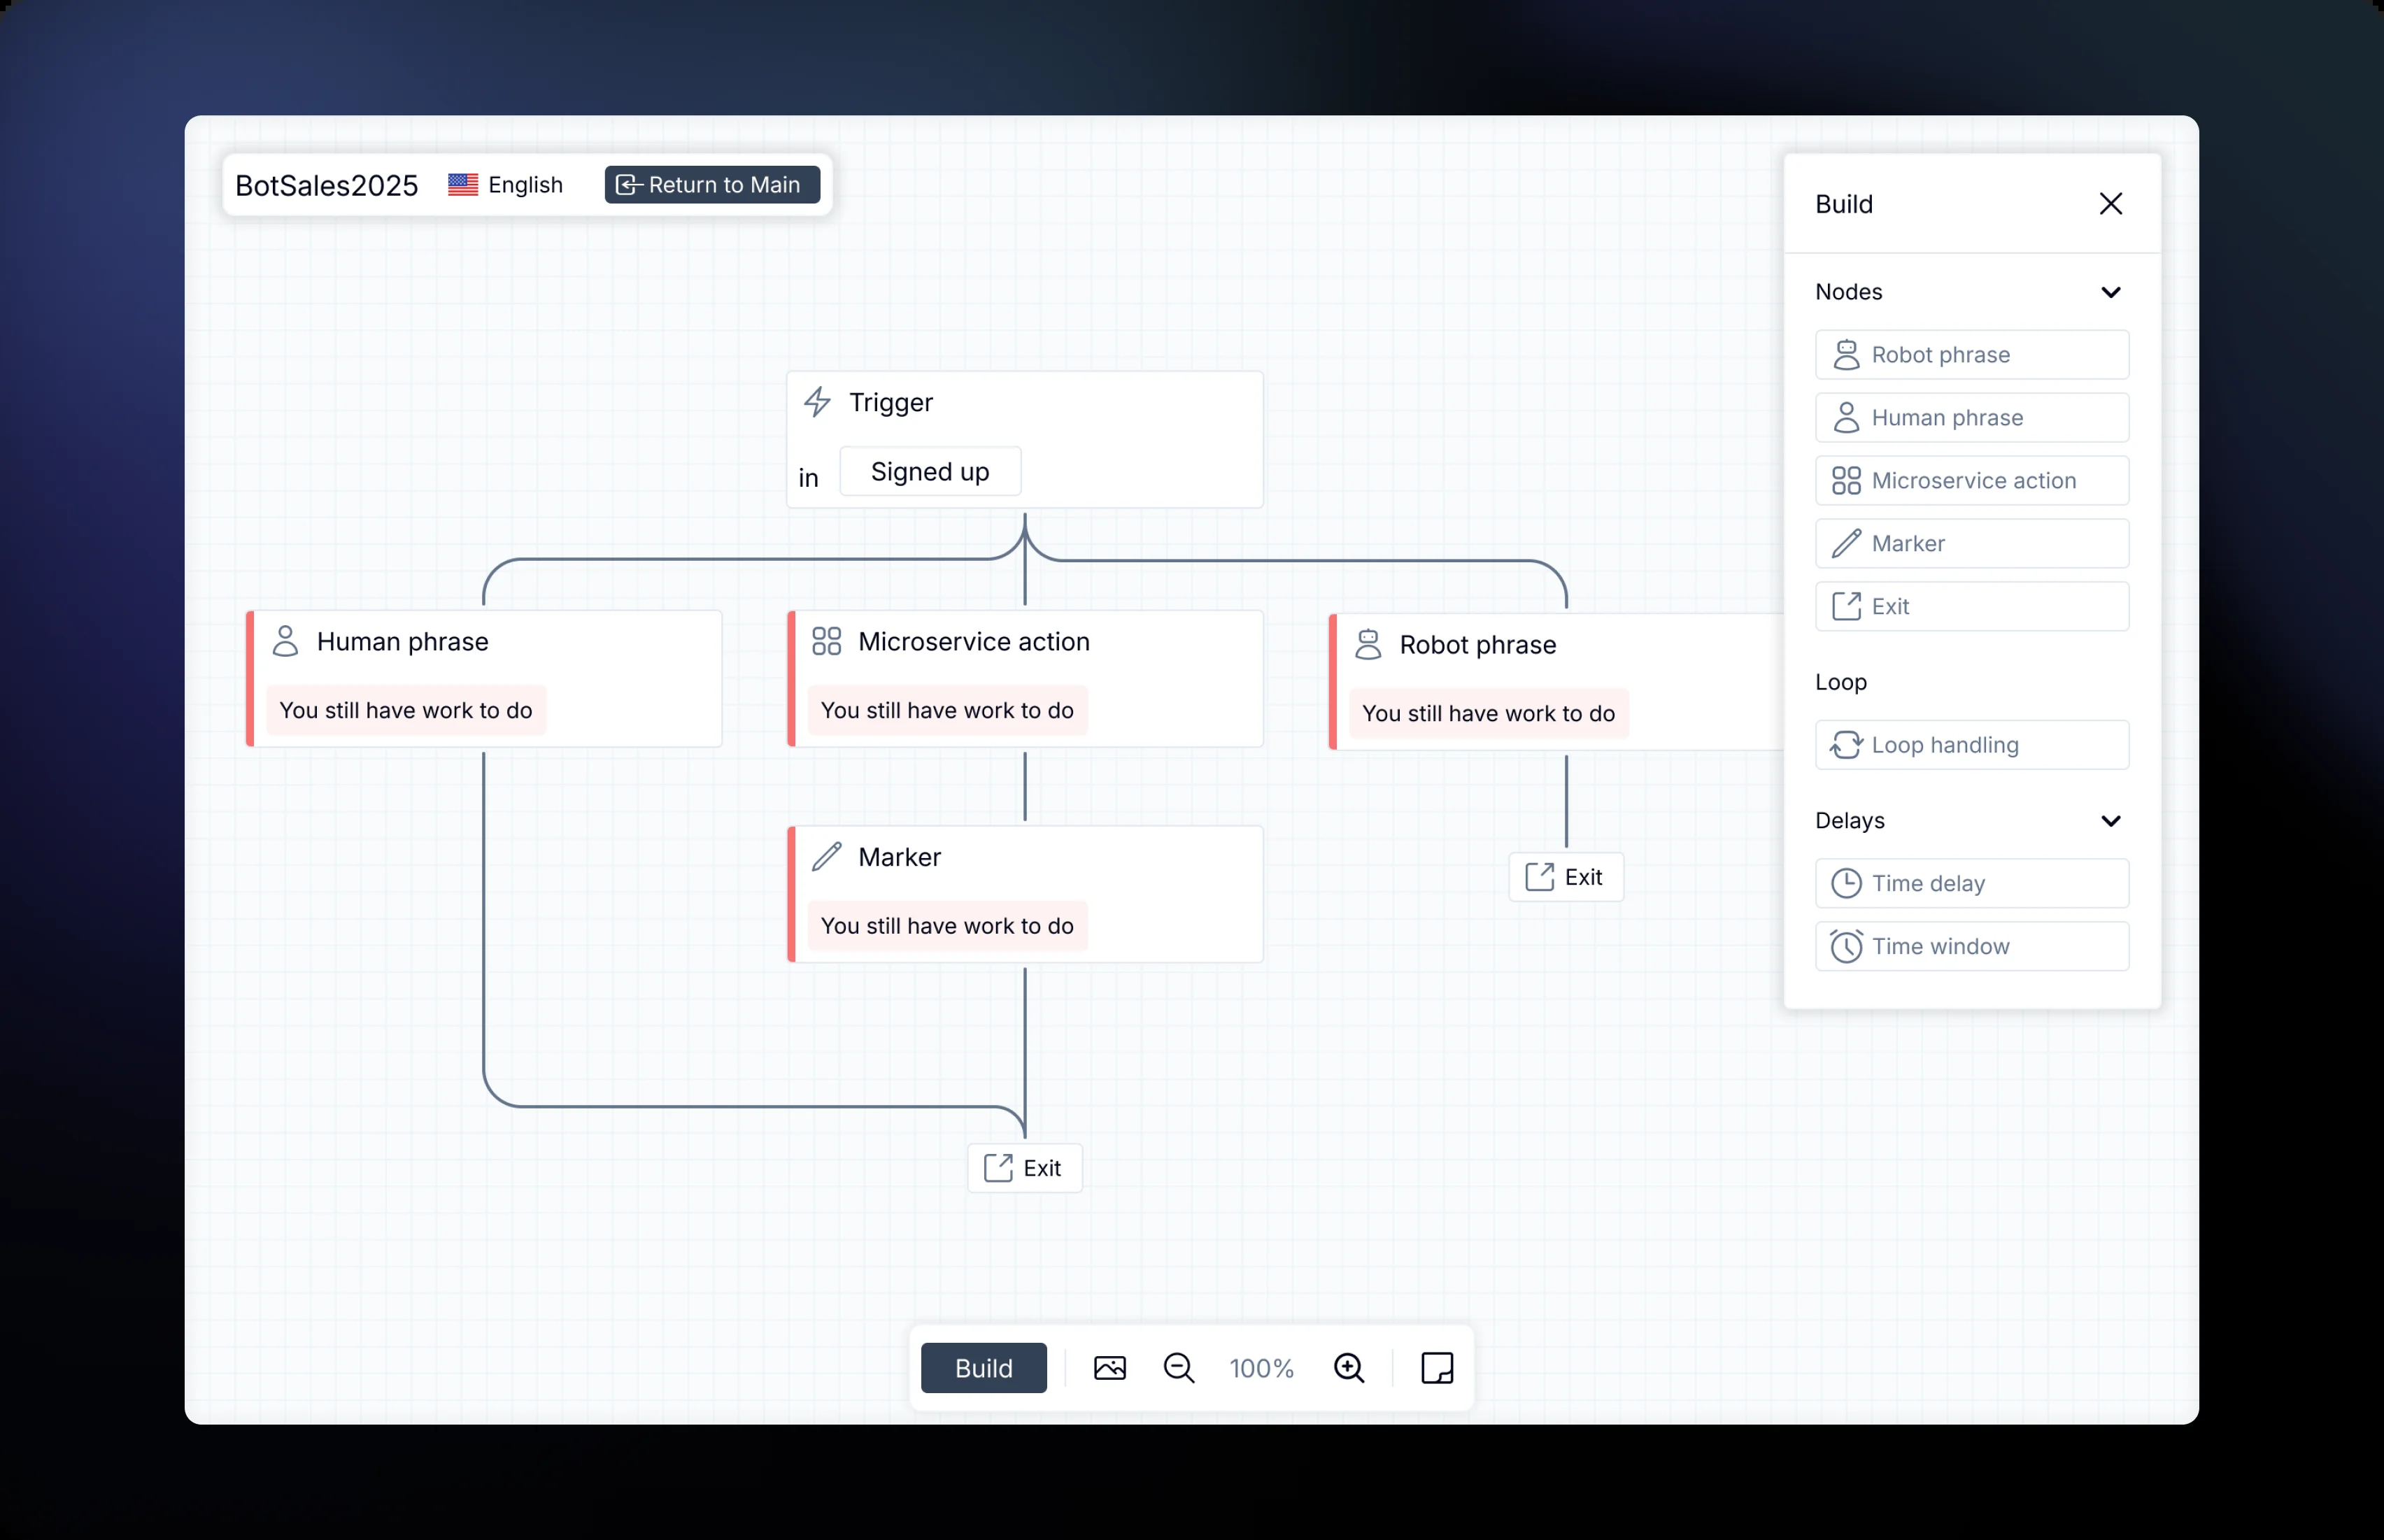 BotSales2025
English
Return to Main
Trigger
in
Signed up
Human phrase
You still have work to do
Microservice action
You still have work to do
Robot phrase
You still have work to do
Marker
You still have work to do
Exit
Exit
Build
Nodes
Robot phrase
Human phrase
Microservice action
Marker
Exit
Loop
Loop handling
Delays
Time delay
Time window
Build
100%